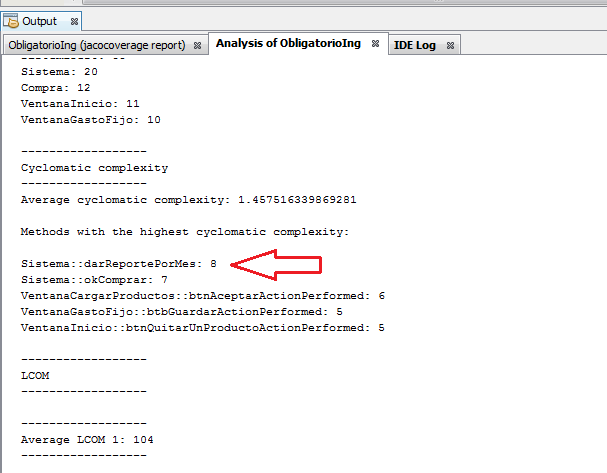 Output
ObligatorioIng (jacocoverage report)
Analysis of ObligatorioIng
IDE Log
Sistema: 20
Compra: 12
VentanaInicio: 11
VentanaGastoFijo: 10
------------------
Cyclomatic complexity
------------------
Average cyclomatic complexity: 1.457516339869281
Methods with the highest cyclomatic complexity:
Sistema::darReportePorMes: 8
Sistema::okComprar: 7
VentanaCargarProductos::btnAceptarActionPerformed: 6
VentanaGastoFijo::btbGuardarActionPerformed: 5
VentanaInicio::btnQuitarUnProductoActionPerformed: 5
------------------
LCOM
------------------
------------------
Average LCOM 1: 104
------------------